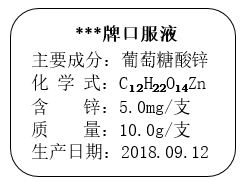 ***牌口服液
主要成分：葡萄糖酸锌
化 学 式：C₁₂H₂₂O₁₄Zn
含　　锌：5.0mg/支
质　　量：10.0g/支
生产日期：2018.09.12